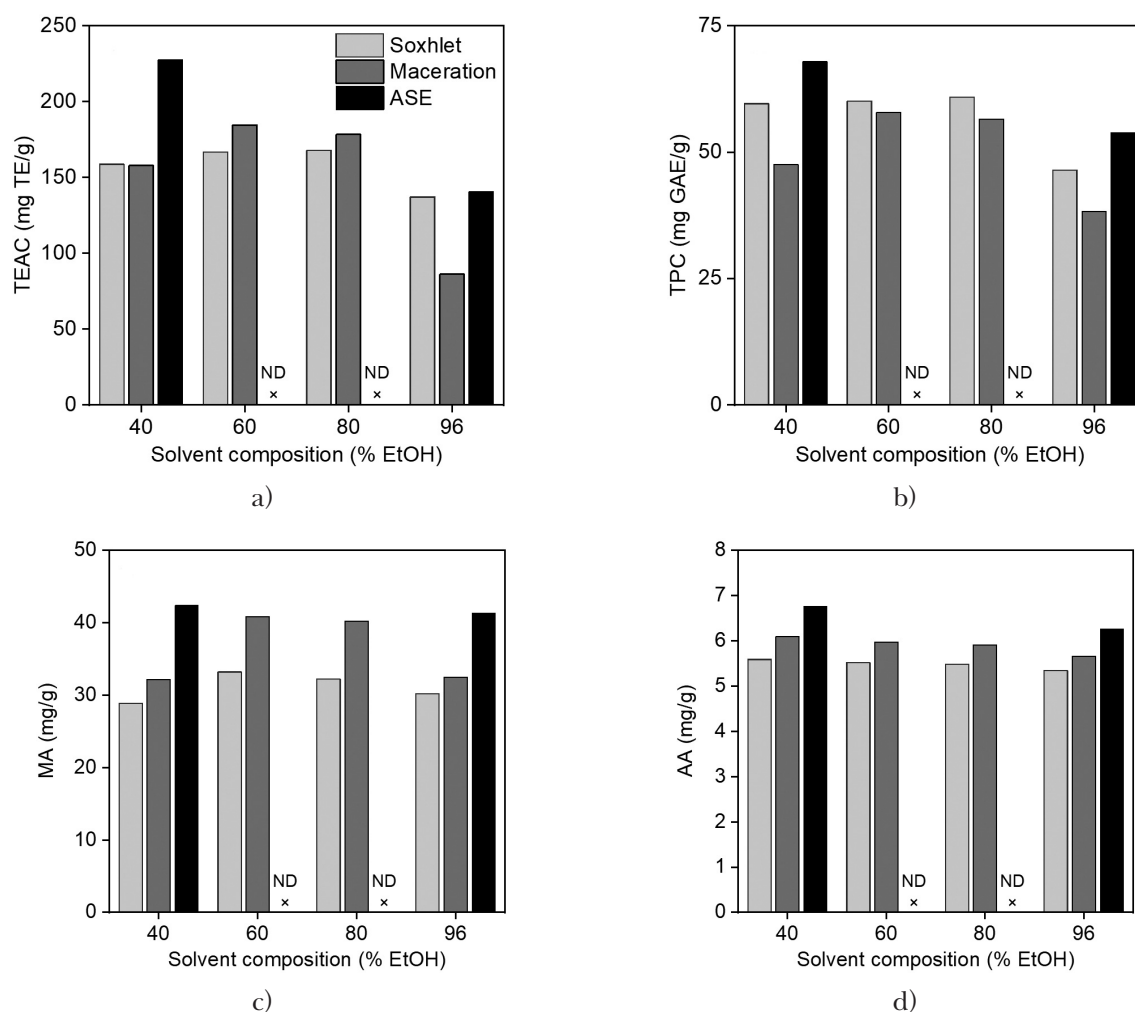 250
200
150
100
50
0
TEAC (mg TE/g)
Soxhlet
Maceration
ASE
ND
ND
40 60 80 96
Solvent composition (% EtOH)
a)
75
50
25
0
TPC (mg GAE/g)
ND
ND
40 60 80 96
Solvent composition (% EtOH)
b)
50
40
30
20
10
0
MA (mg/g)
ND
ND
40 60 80 96
Solvent composition (% EtOH)
c)
8
7
6
5
4
3
2
1
0
AA (mg/g)
ND
ND
40 60 80 96
Solvent composition (% EtOH)
d)